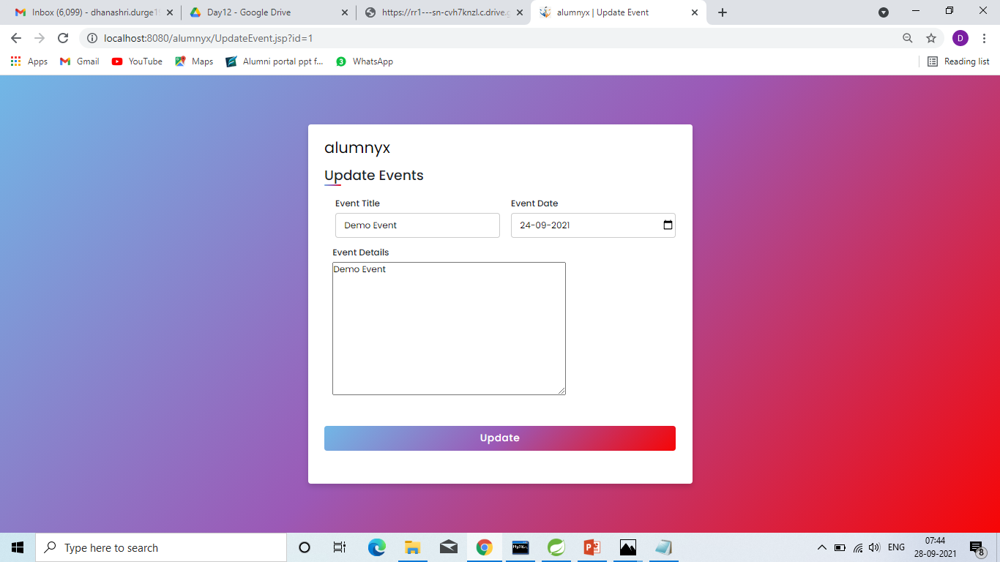 Inbox (6,099) - dhanashri.durge1
Day12 - Google Drive
https://rr1---sn-cvh7knzl.c.drive.g
alumnyx | Update Event
localhost:8080/alumnyx/UpdateEvent.jsp?id=1
D
Apps
Gmail
YouTube
Maps
Alumni portal ppt f...
3
WhatsApp
Reading list
alumnyx
Update Events
Event Title
Event Date
Demo Event
24-09-2021
Event Details
Demo Event
Update
Type here to search
MySQL
P
ENG
07:44
28-09-2021
8